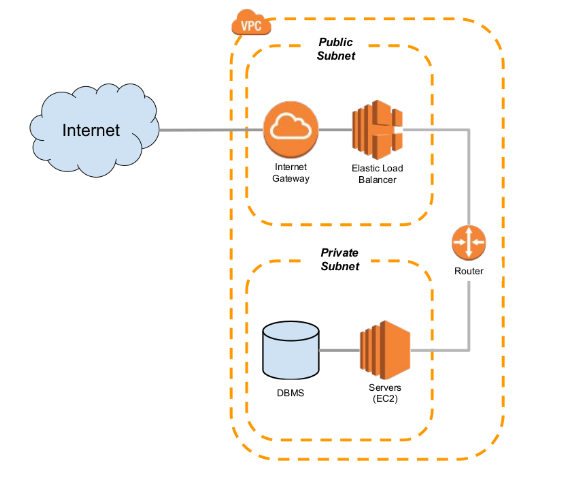 VPC
Public
Subnet
Internet
Internet
Gateway
Elastic Load
Balancer
Router
Private
Subnet
DBMS
Servers
(EC2)